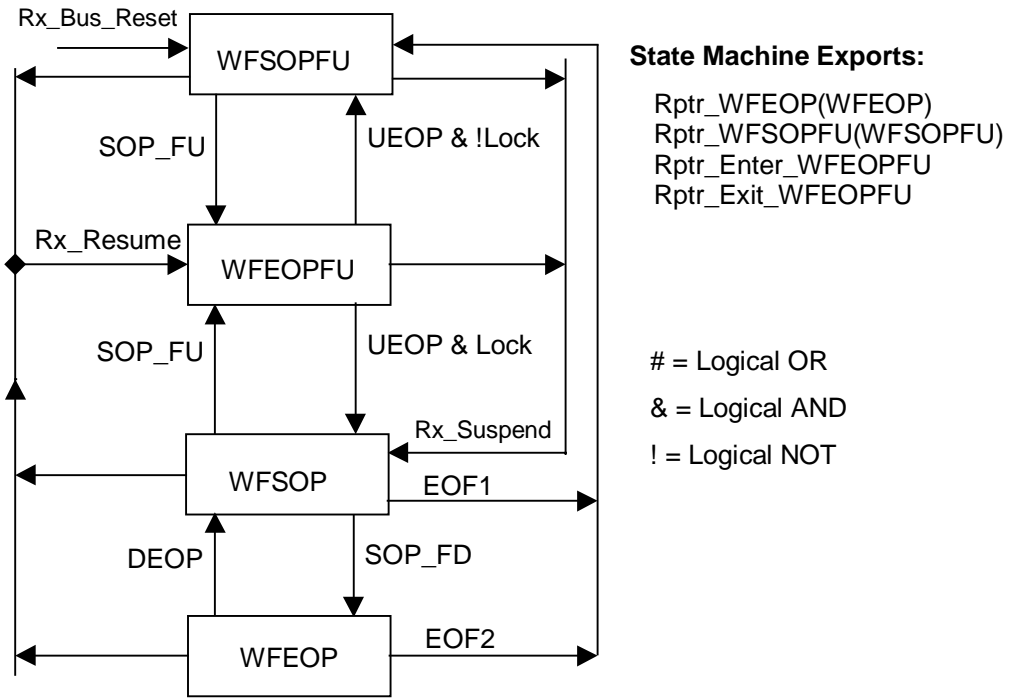 Rx_Bus_Reset
WFSOPFU
SOP_FU
UEOP & !Lock
Rx_Resume
WFEOPFU
SOP_FU
UEOP & Lock
Rx_Suspend
WFSOP
EOF1
DEOP
SOP_FD
WFEOP
EOF2
State Machine Exports:
Rptr_WFEOP(WFEOP)
Rptr_WFSOPFU(WFSOPFU)
Rptr_Enter_WFEOPFU
Rptr_Exit_WFEOPFU
# = Logical OR
& = Logical AND
! = Logical NOT